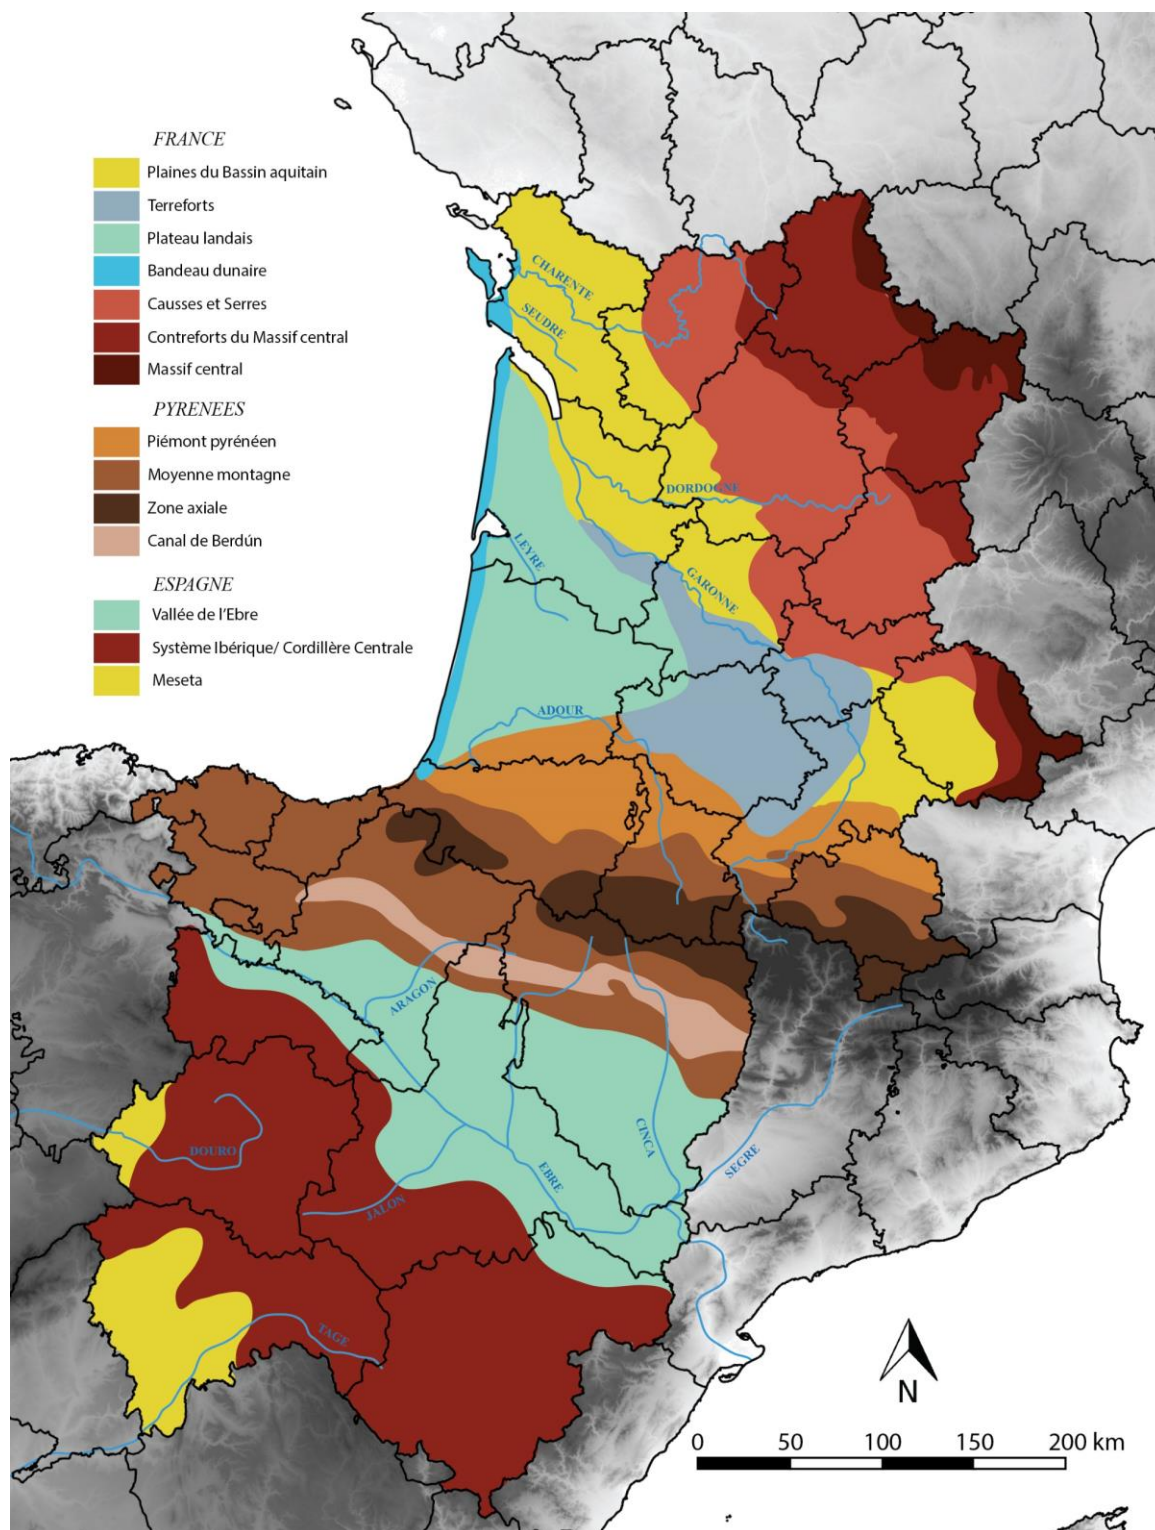 FRANCE
Plaines du Bassin aquitain
Terreforts
Plateau landais
Bandeau dunaire
Causses et Serres
Contreforts du Massif central
Massif central
PYRENEES
Piémont pyrénéen
Moyenne montagne
Zone axiale
Canal de Berdún
ESPAGNE
Vallée de l'Ebre
Système Ibérique/ Cordillère Centrale
Meseta
CHARENTE
SEUDRE
DORDOGNE
LEYRE
GARONNE
ADOUR
ARAGON
CINCA
SEGRE
DOURO
EBRE
JALON
TAGE
N
0 50 100 150 200 km